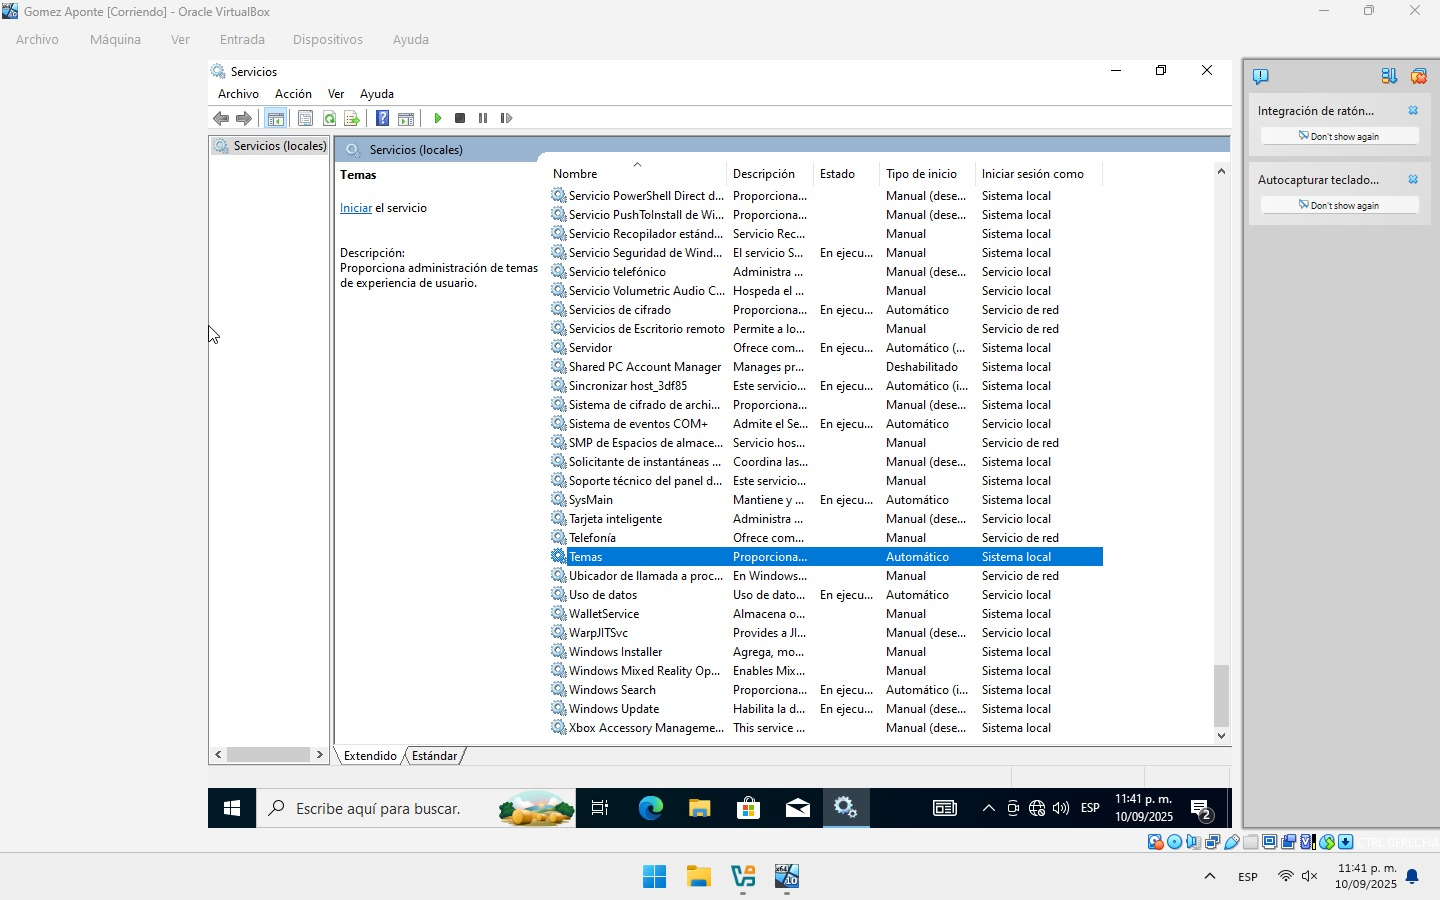 Gomez Aponte [Corriendo] - Oracle VirtualBox
Archivo Máquina Ver Entrada Dispositivos Ayuda
Servicios
Archivo Acción Ver Ayuda
Servicios (locales)
Servicios (locales)
Temas
Iniciar el servicio
Descripción:
Proporciona administración de temas
de experiencia de usuario.
Nombre Descripción Estado Tipo de inicio Iniciar sesión como
Servicio PowerShell Direct d... Proporciona... Manual (dese... Sistema local
Servicio PushToInstall de Wi... Proporciona... Manual (dese... Sistema local
Servicio Recopilador estánd... Servicio Rec... Manual Sistema local
Servicio Seguridad de Wind... El servicio S... En ejecu... Manual Sistema local
Servicio telefónico Administra ... Manual (dese... Servicio local
Servicio Volumetric Audio C... Hospeda el ... Manual Servicio local
Servicios de cifrado Proporciona... En ejecu... Automático Servicio de red
Servicios de Escritorio remoto Permite a lo... Manual Servicio de red
Servidor Ofrece com... En ejecu... Automático (... Sistema local
Shared PC Account Manager Manages pr... Deshabilitado Sistema local
Sincronizar host_3df85 Este servicio... En ejecu... Automático (i... Sistema local
Sistema de cifrado de archi... Proporciona... Manual (dese... Sistema local
Sistema de eventos COM+ Admite el Se... En ejecu... Automático Servicio local
SMP de Espacios de almace... Servicio hos... Manual Servicio de red
Solicitante de instantáneas ... Coordina las... Manual (dese... Sistema local
Soporte técnico del panel d... Este servicio... Manual Sistema local
SysMain Mantiene y ... En ejecu... Automático Sistema local
Tarjeta inteligente Administra ... Manual (dese... Servicio local
Telefonía Ofrece com... Manual Servicio de red
Temas Proporciona... Automático Sistema local
Ubicador de llamada a proc... En Windows... Manual Servicio de red
Uso de datos Uso de dato... En ejecu... Automático Servicio local
WalletService Almacena o... Manual Sistema local
WarpJITSvc Provides a JI... Manual (dese... Servicio local
Windows Installer Agrega, mo... Manual Sistema local
Windows Mixed Reality Op... Enables Mix... Manual Sistema local
Windows Search Proporciona... En ejecu... Automático (i... Sistema local
Windows Update Habilita la d... En ejecu... Manual (dese... Sistema local
Xbox Accessory Manageme... This service ... Manual (dese... Sistema local
Extendido Estándar
Integración de ratón...
Don't show again
Autocapturar teclado...
Don't show again
Escribe aquí para buscar.
ESP
11:41 p. m.
10/09/2025
2
CTRL DERECHA
ESP
11:41 p. m.
10/09/2025